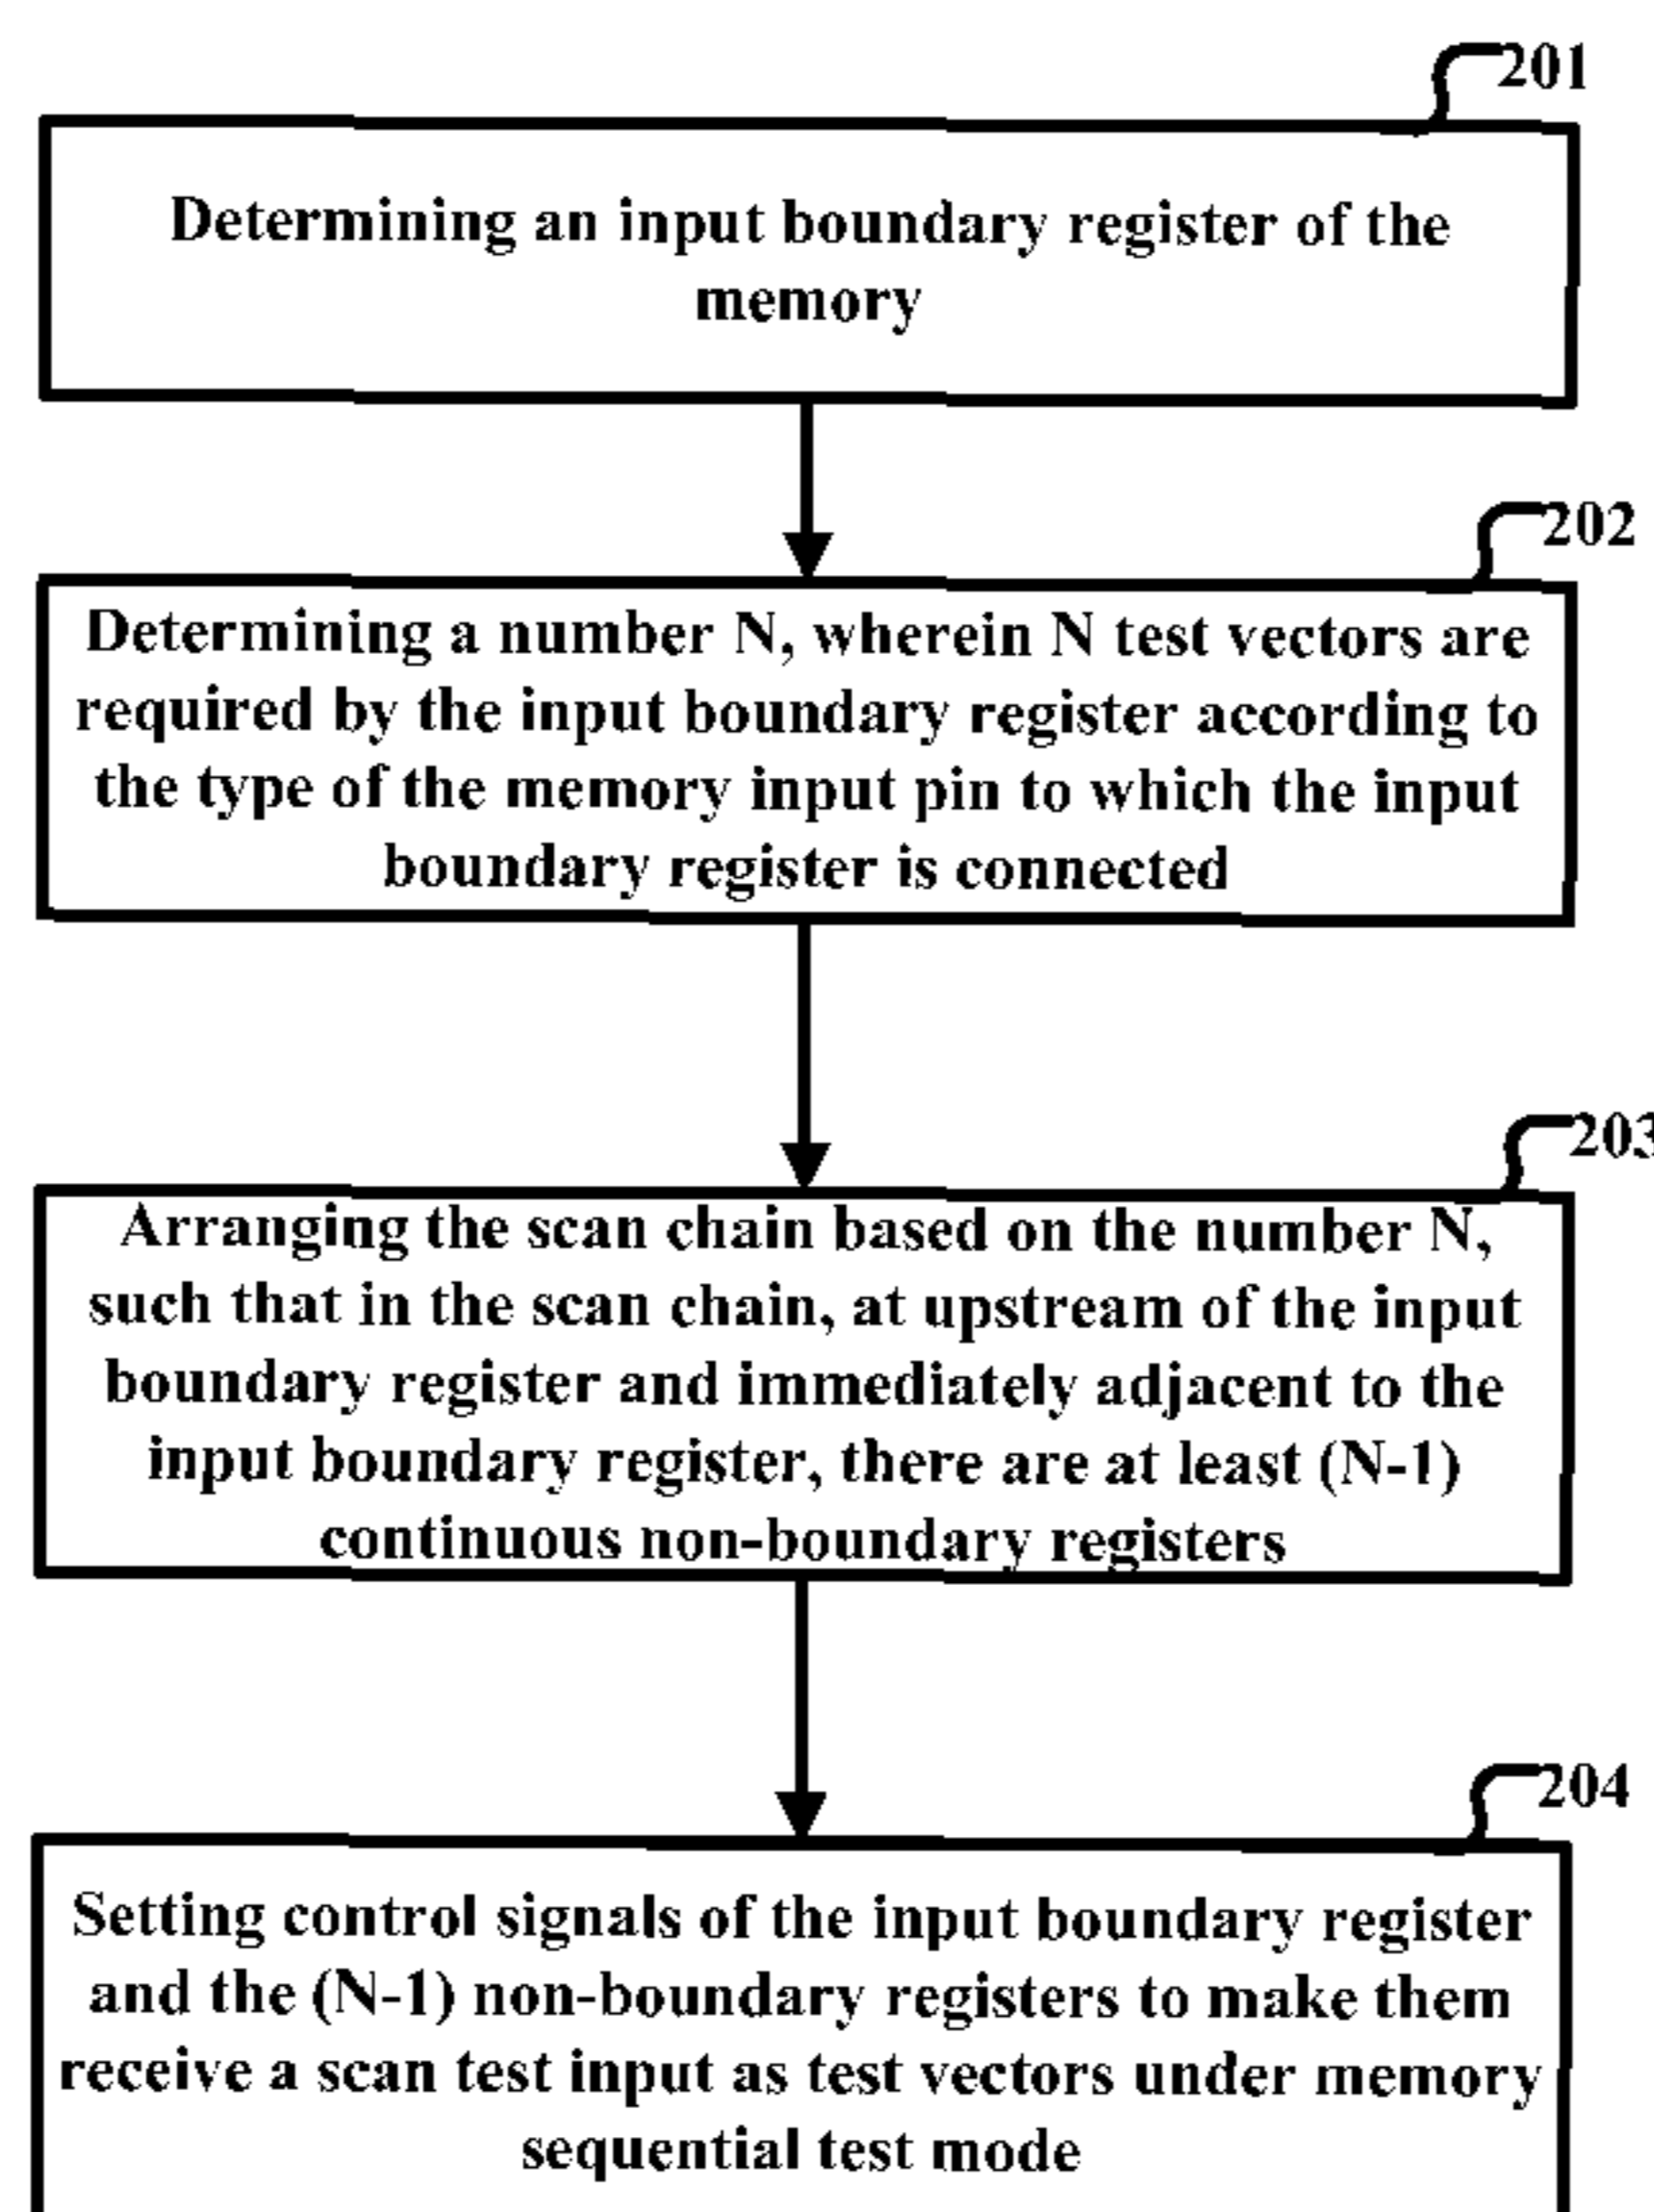 201
Determining an input boundary register of the
memory
202
Determining a number N, wherein N test vectors are
required by the input boundary register according to
the type of the memory input pin to which the input
boundary register is connected
203
Arranging the scan chain based on the number N,
such that in the scan chain, at upstream of the input
boundary register and immediately adjacent to the
input boundary register, there are at least (N-1)
continuous non-boundary registers
204
Setting control signals of the input boundary register
and the (N-1) non-boundary registers to make them
receive a scan test input as test vectors under memory
sequential test mode